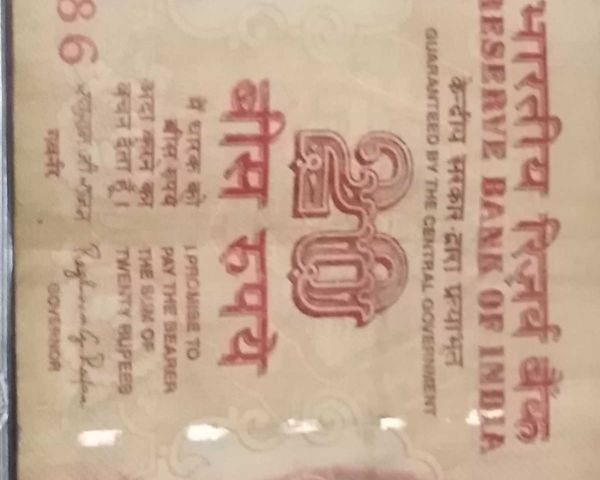 भारतीय रिज़र्व बैंक
RESERVE BANK OF INDIA
केन्द्रीय सरकार द्वारा प्रत्याभूत
GUARANTEED BY THE CENTRAL GOVERNMENT
20
बीस रुपये
मैं धारक को
बीस रुपये
अदा करने का
वचन देता हूँ।
I PROMISE TO
PAY THE BEARER
THE SUM OF
TWENTY RUPEES
गवर्नर
GOVERNOR
86